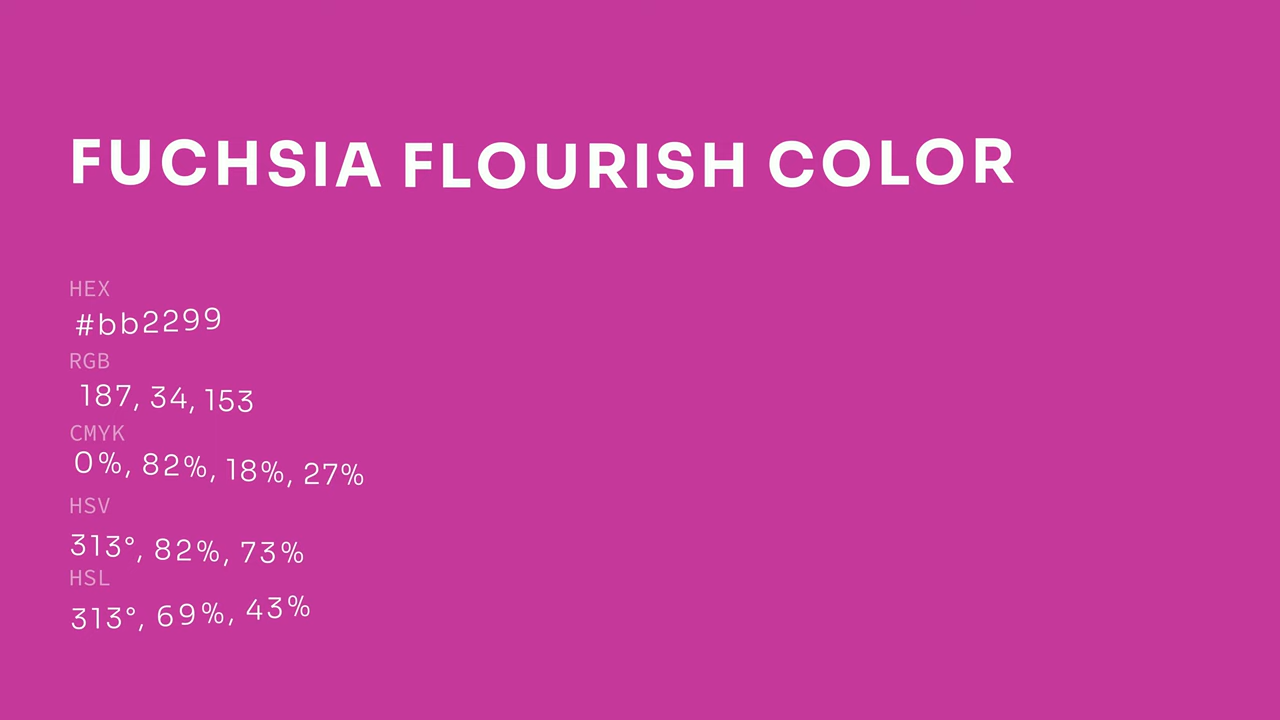 FUCHSIA FLOURISH COLOR
HEX
#bb2299
RGB
187, 34, 153
CMYK
0%, 82%, 18%, 27%
HSV
313°, 82%, 73%
HSL
313°, 69%, 43%